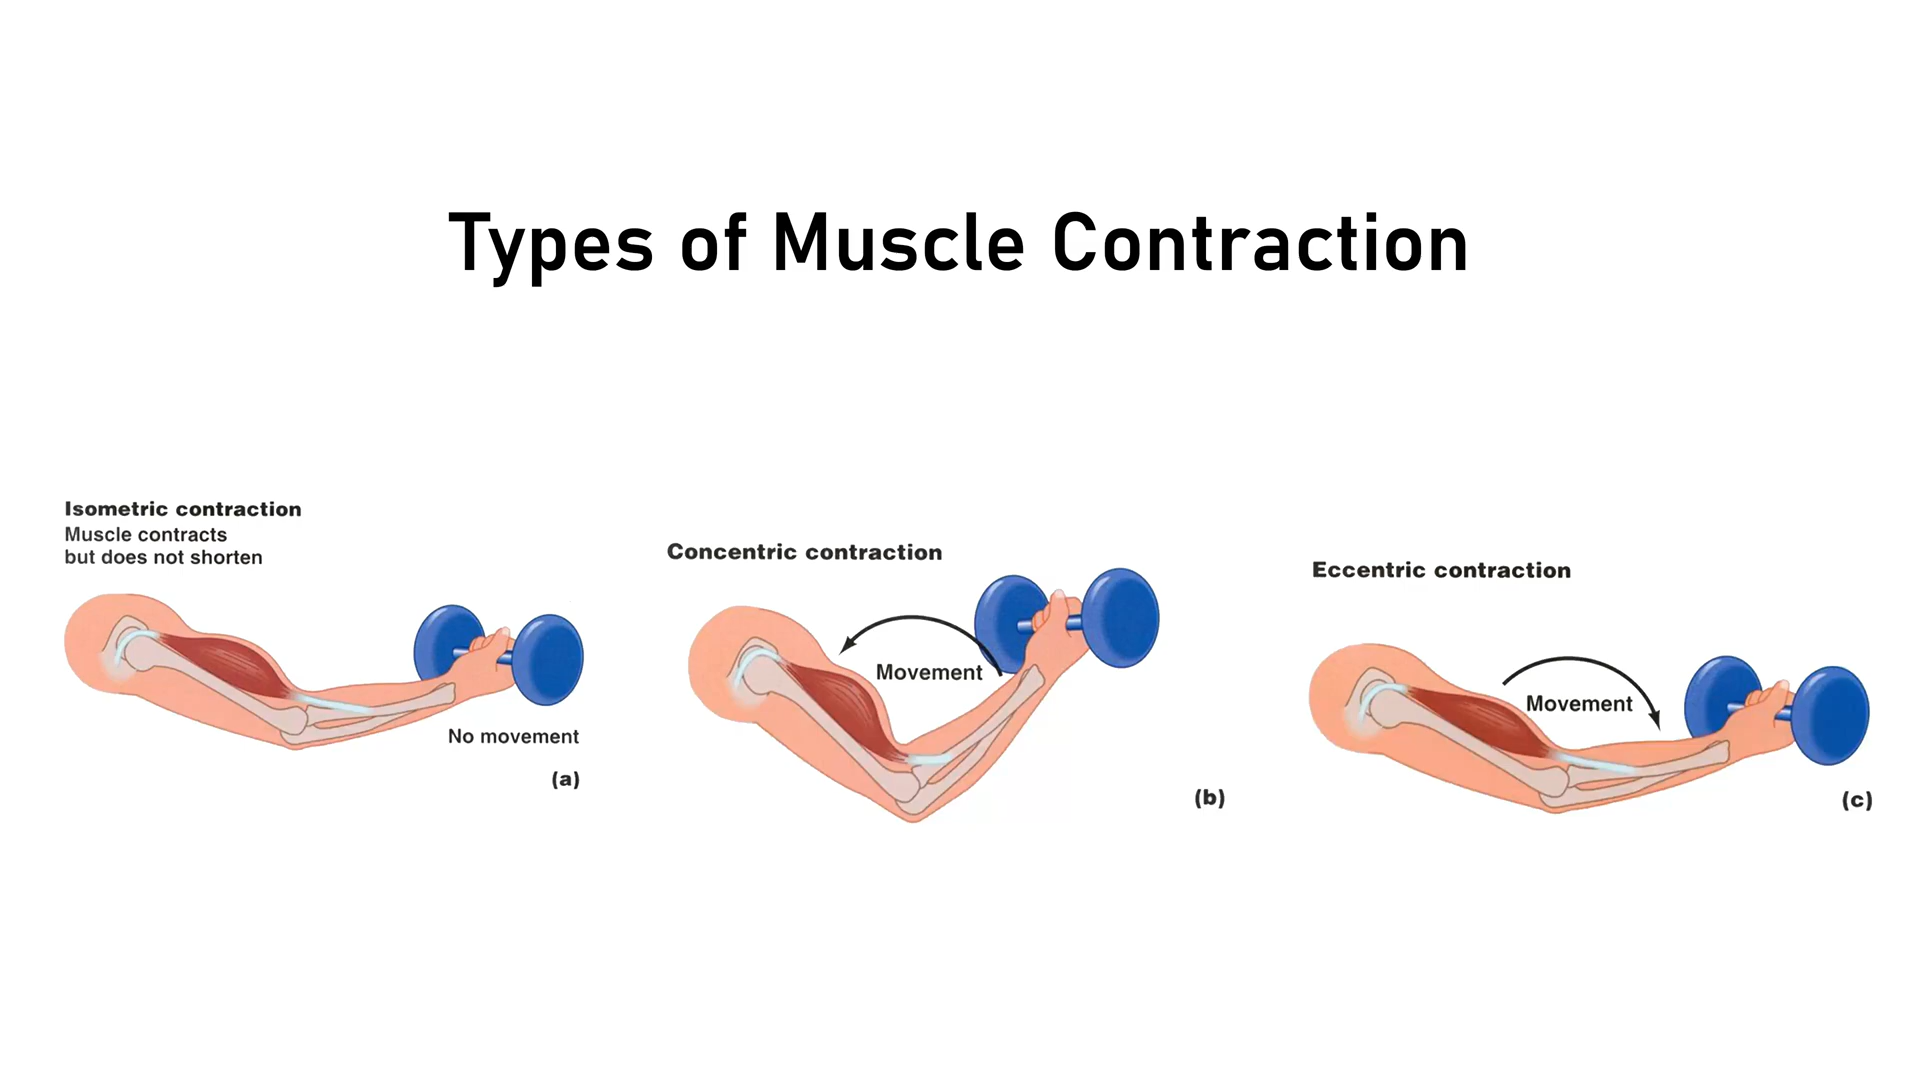 Types of Muscle Contraction
Isometric contraction
Muscle contracts
but does not shorten
No movement
(a)
Concentric contraction
Movement
(b)
Eccentric contraction
Movement
(c)